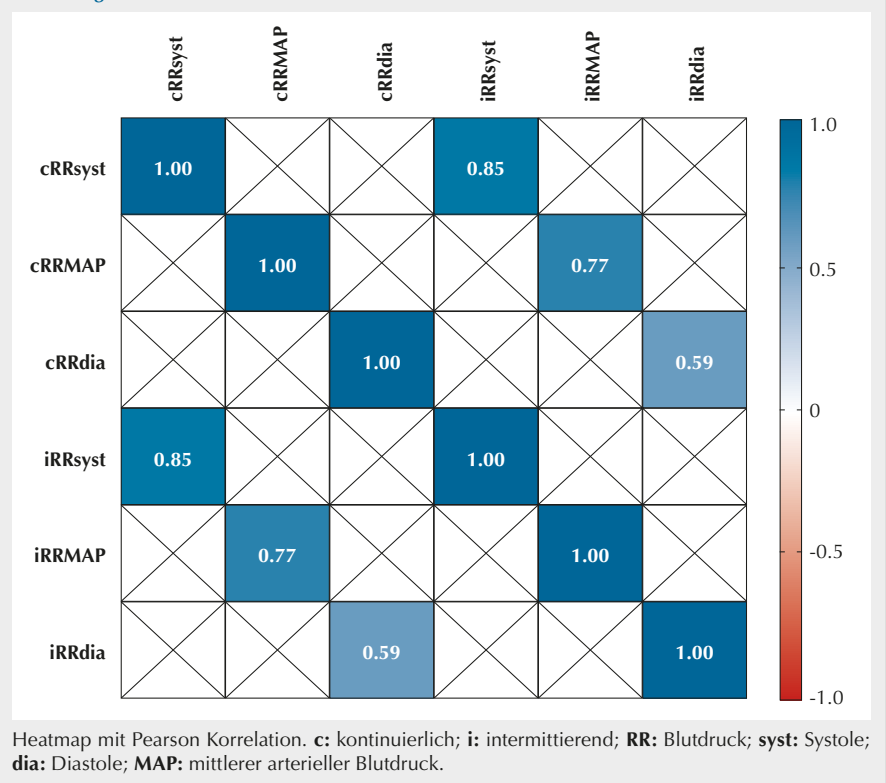 cRRsyst cRRMAP cRRdia iRRsyst iRRMAP iRRdia
cRRsyst 1.00 0.85
cRRMAP 1.00 0.77
cRRdia 1.00 0.59
iRRsyst 0.85 1.00
iRRMAP 0.77 1.00
iRRdia 0.59 1.00
1.0
0.5
0
-0.5
-1.0
Heatmap mit Pearson Korrelation. c: kontinuierlich; i: intermittierend; RR: Blutdruck; syst: Systole;
dia: Diastole; MAP: mittlerer arterieller Blutdruck.